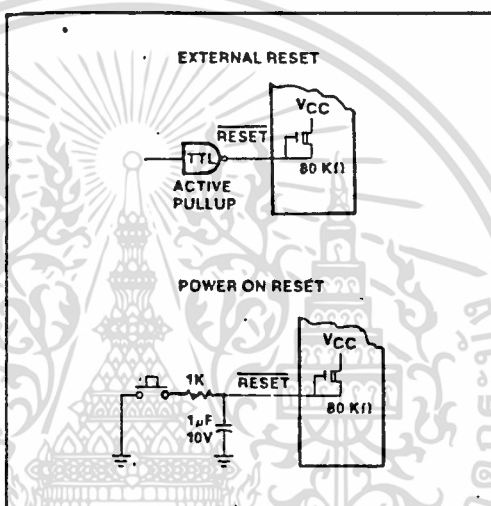 EXTERNAL RESET
VCC
RESET
TTL
80 KΩ
ACTIVE
PULLUP
POWER ON RESET
VCC
1K
RESET
80 KΩ
1μF
10V